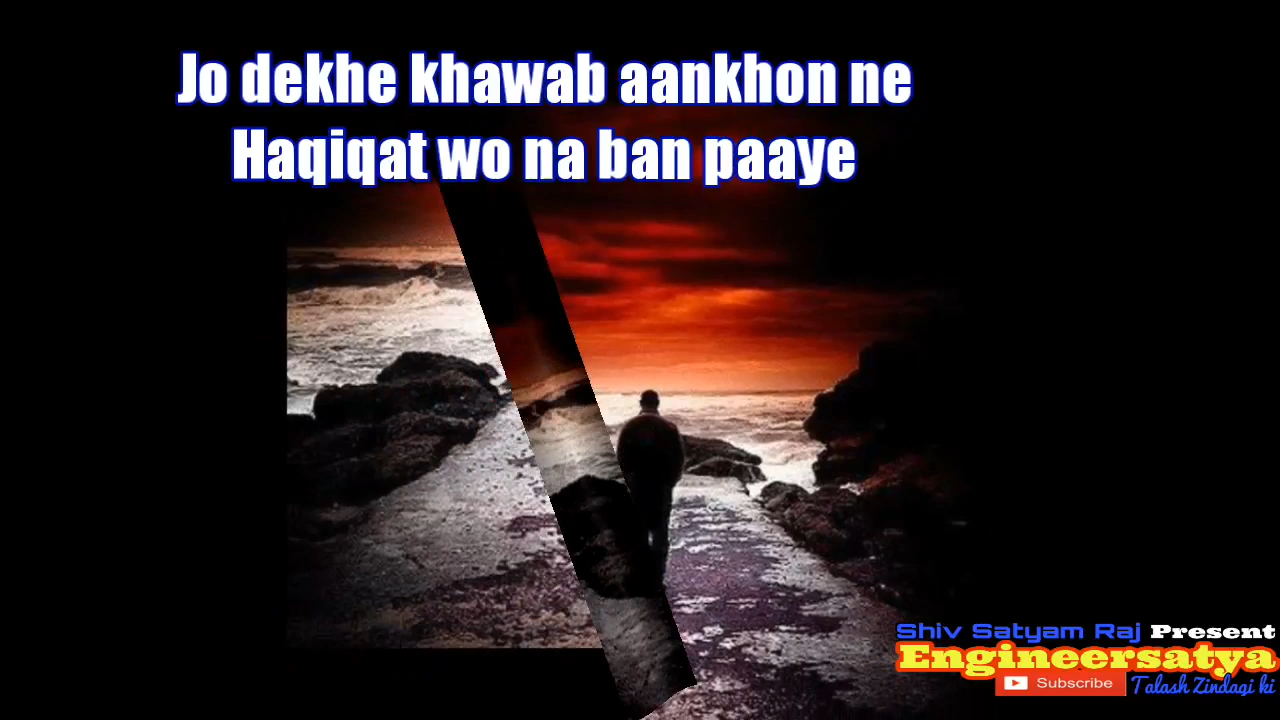 Jo dekhe khawab aankhon ne
Haqiqat wo na ban paaye
Shiv Satyam Raj Present
Engineersatya
Subscribe Talash Zindagi ki